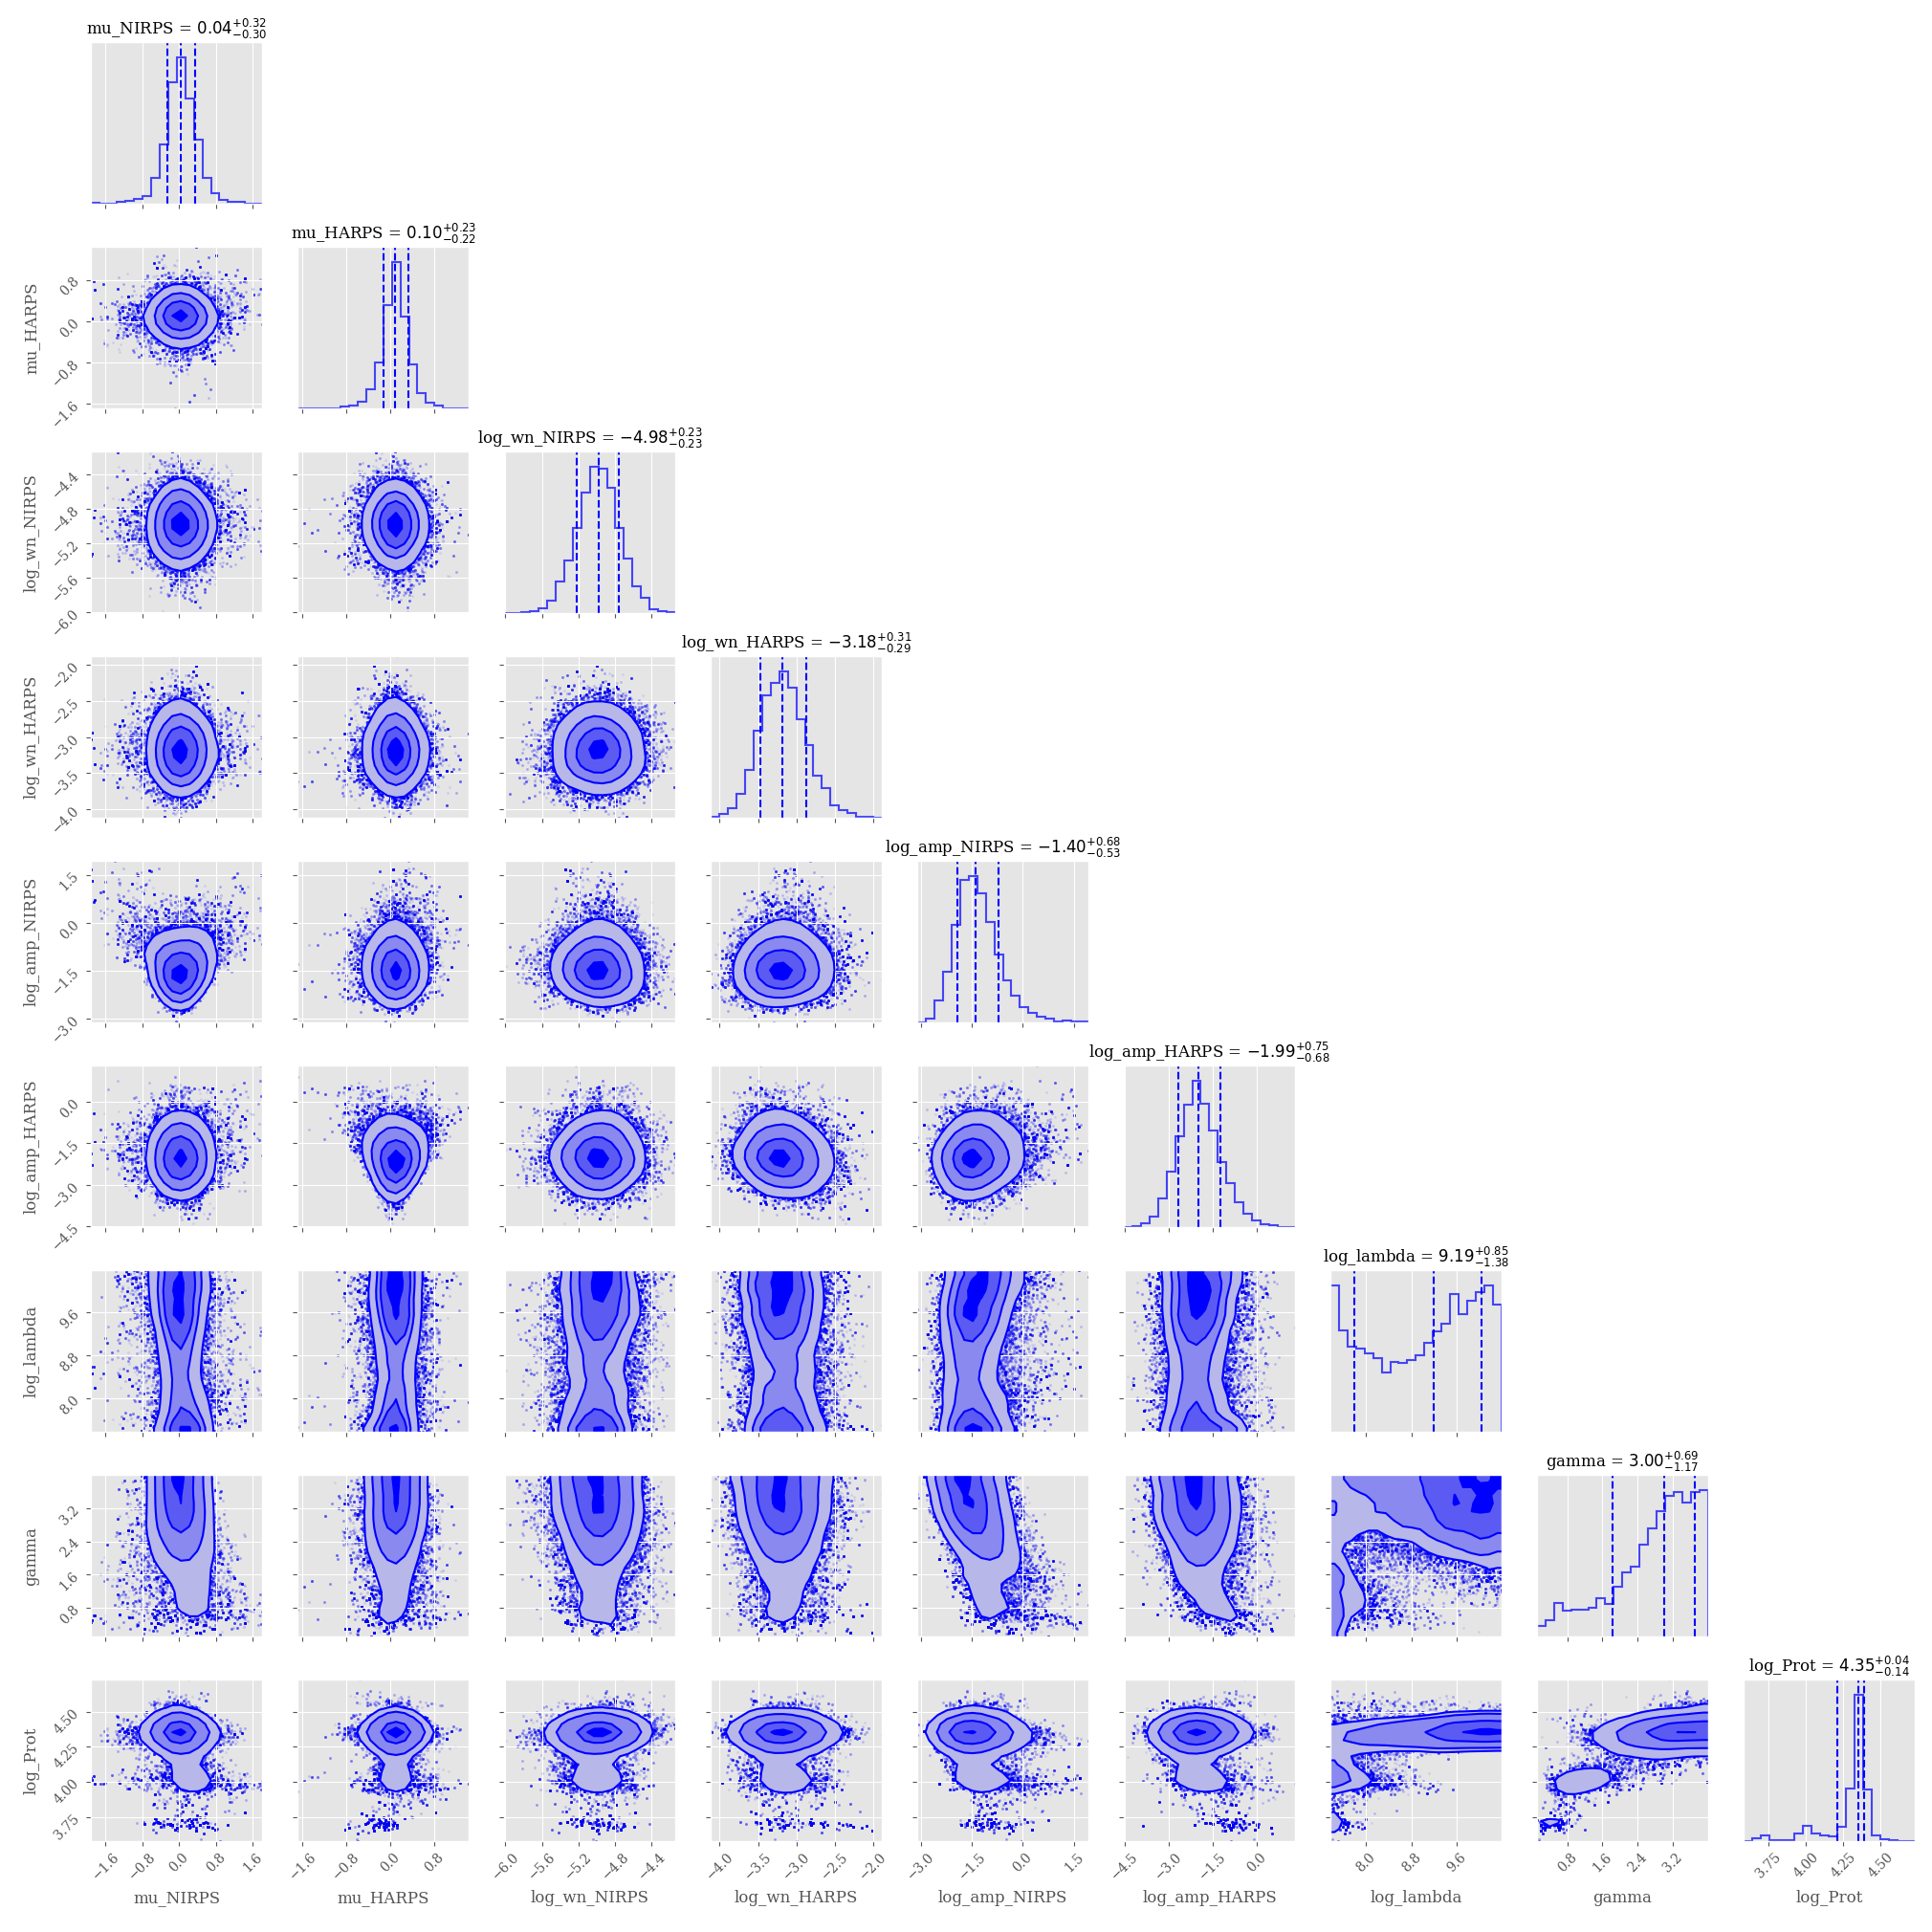 mu_NIRPS = 0.04^{+0.32}_{-0.30}
mu_HARPS = 0.10^{+0.23}_{-0.22}
mu_HARPS
0.8
0.0
−0.8
−1.6
log_wn_NIRPS = −4.98^{+0.23}_{-0.23}
log_wn_NIRPS
−4.4
−4.8
−5.2
−5.6
−6.0
log_wn_HARPS = −3.18^{+0.31}_{-0.29}
log_wn_HARPS
−2.0
−2.5
−3.0
−3.5
−4.0
log_amp_NIRPS = −1.40^{+0.68}_{-0.53}
log_amp_NIRPS
1.5
0.0
−1.5
−3.0
log_amp_HARPS = −1.99^{+0.75}_{-0.68}
log_amp_HARPS
0.0
−1.5
−3.0
−4.5
log_lambda = 9.19^{+0.85}_{-1.38}
log_lambda
9.6
8.8
8.0
gamma = 3.00^{+0.69}_{-1.17}
gamma
3.2
2.4
1.6
0.8
log_Prot = 4.35^{+0.04}_{-0.14}
log_Prot
4.50
4.25
4.00
3.75
−1.6 −0.8 0.0 0.8 1.6
−1.6 −0.8 0.0 0.8
−6.0 −5.6 −5.2 −4.8 −4.4
−4.0 −3.5 −3.0 −2.5 −2.0
−3.0 −1.5 0.0 1.5
−4.5 −3.0 −1.5 0.0
8.0 8.8 9.6
0.8 1.6 2.4 3.2
3.75 4.00 4.25 4.50
mu_NIRPS mu_HARPS log_wn_NIRPS log_wn_HARPS log_amp_NIRPS log_amp_HARPS log_lambda gamma log_Prot